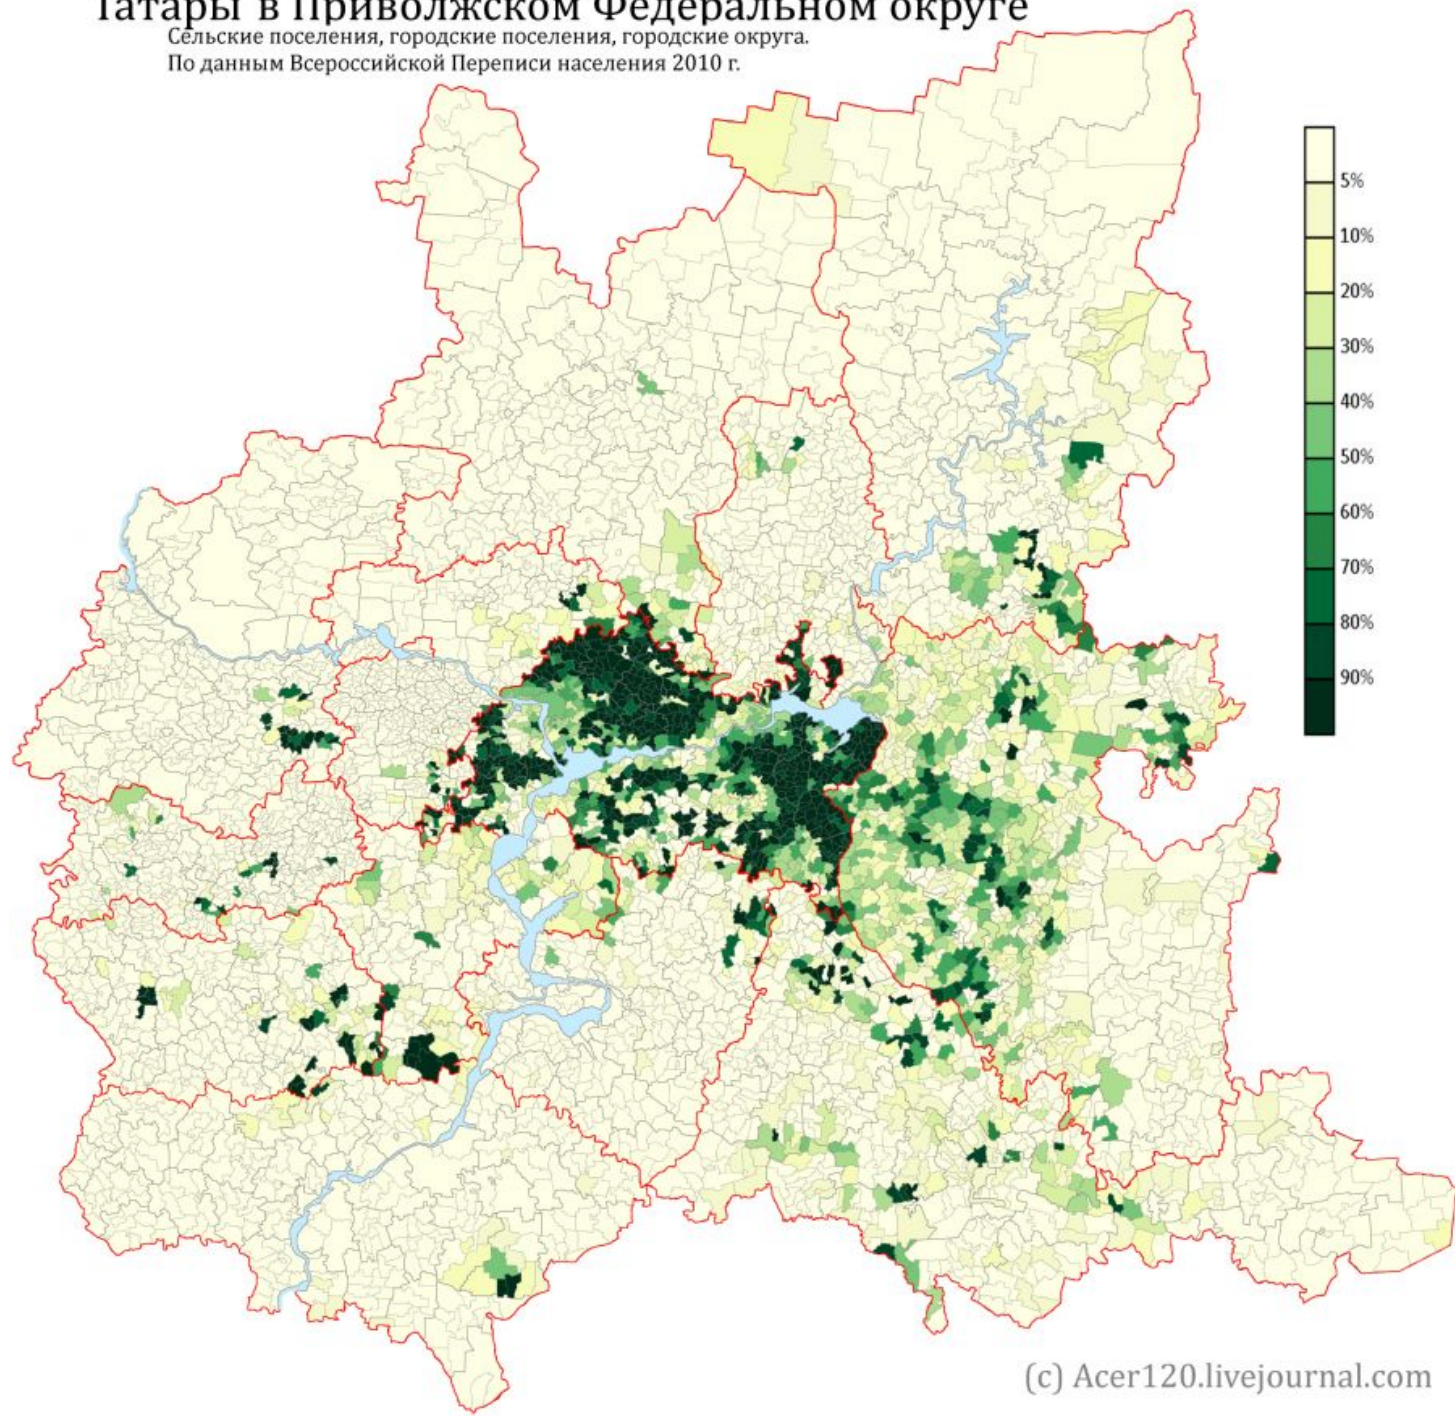 Татары в Приволжском Федеральном округе
Сельские поселения, городские поселения, городские округа.
По данным Всероссийской Переписи населения 2010 г.
5%
10%
20%
30%
40%
50%
60%
70%
80%
90%
(c) Acer120.livejournal.com